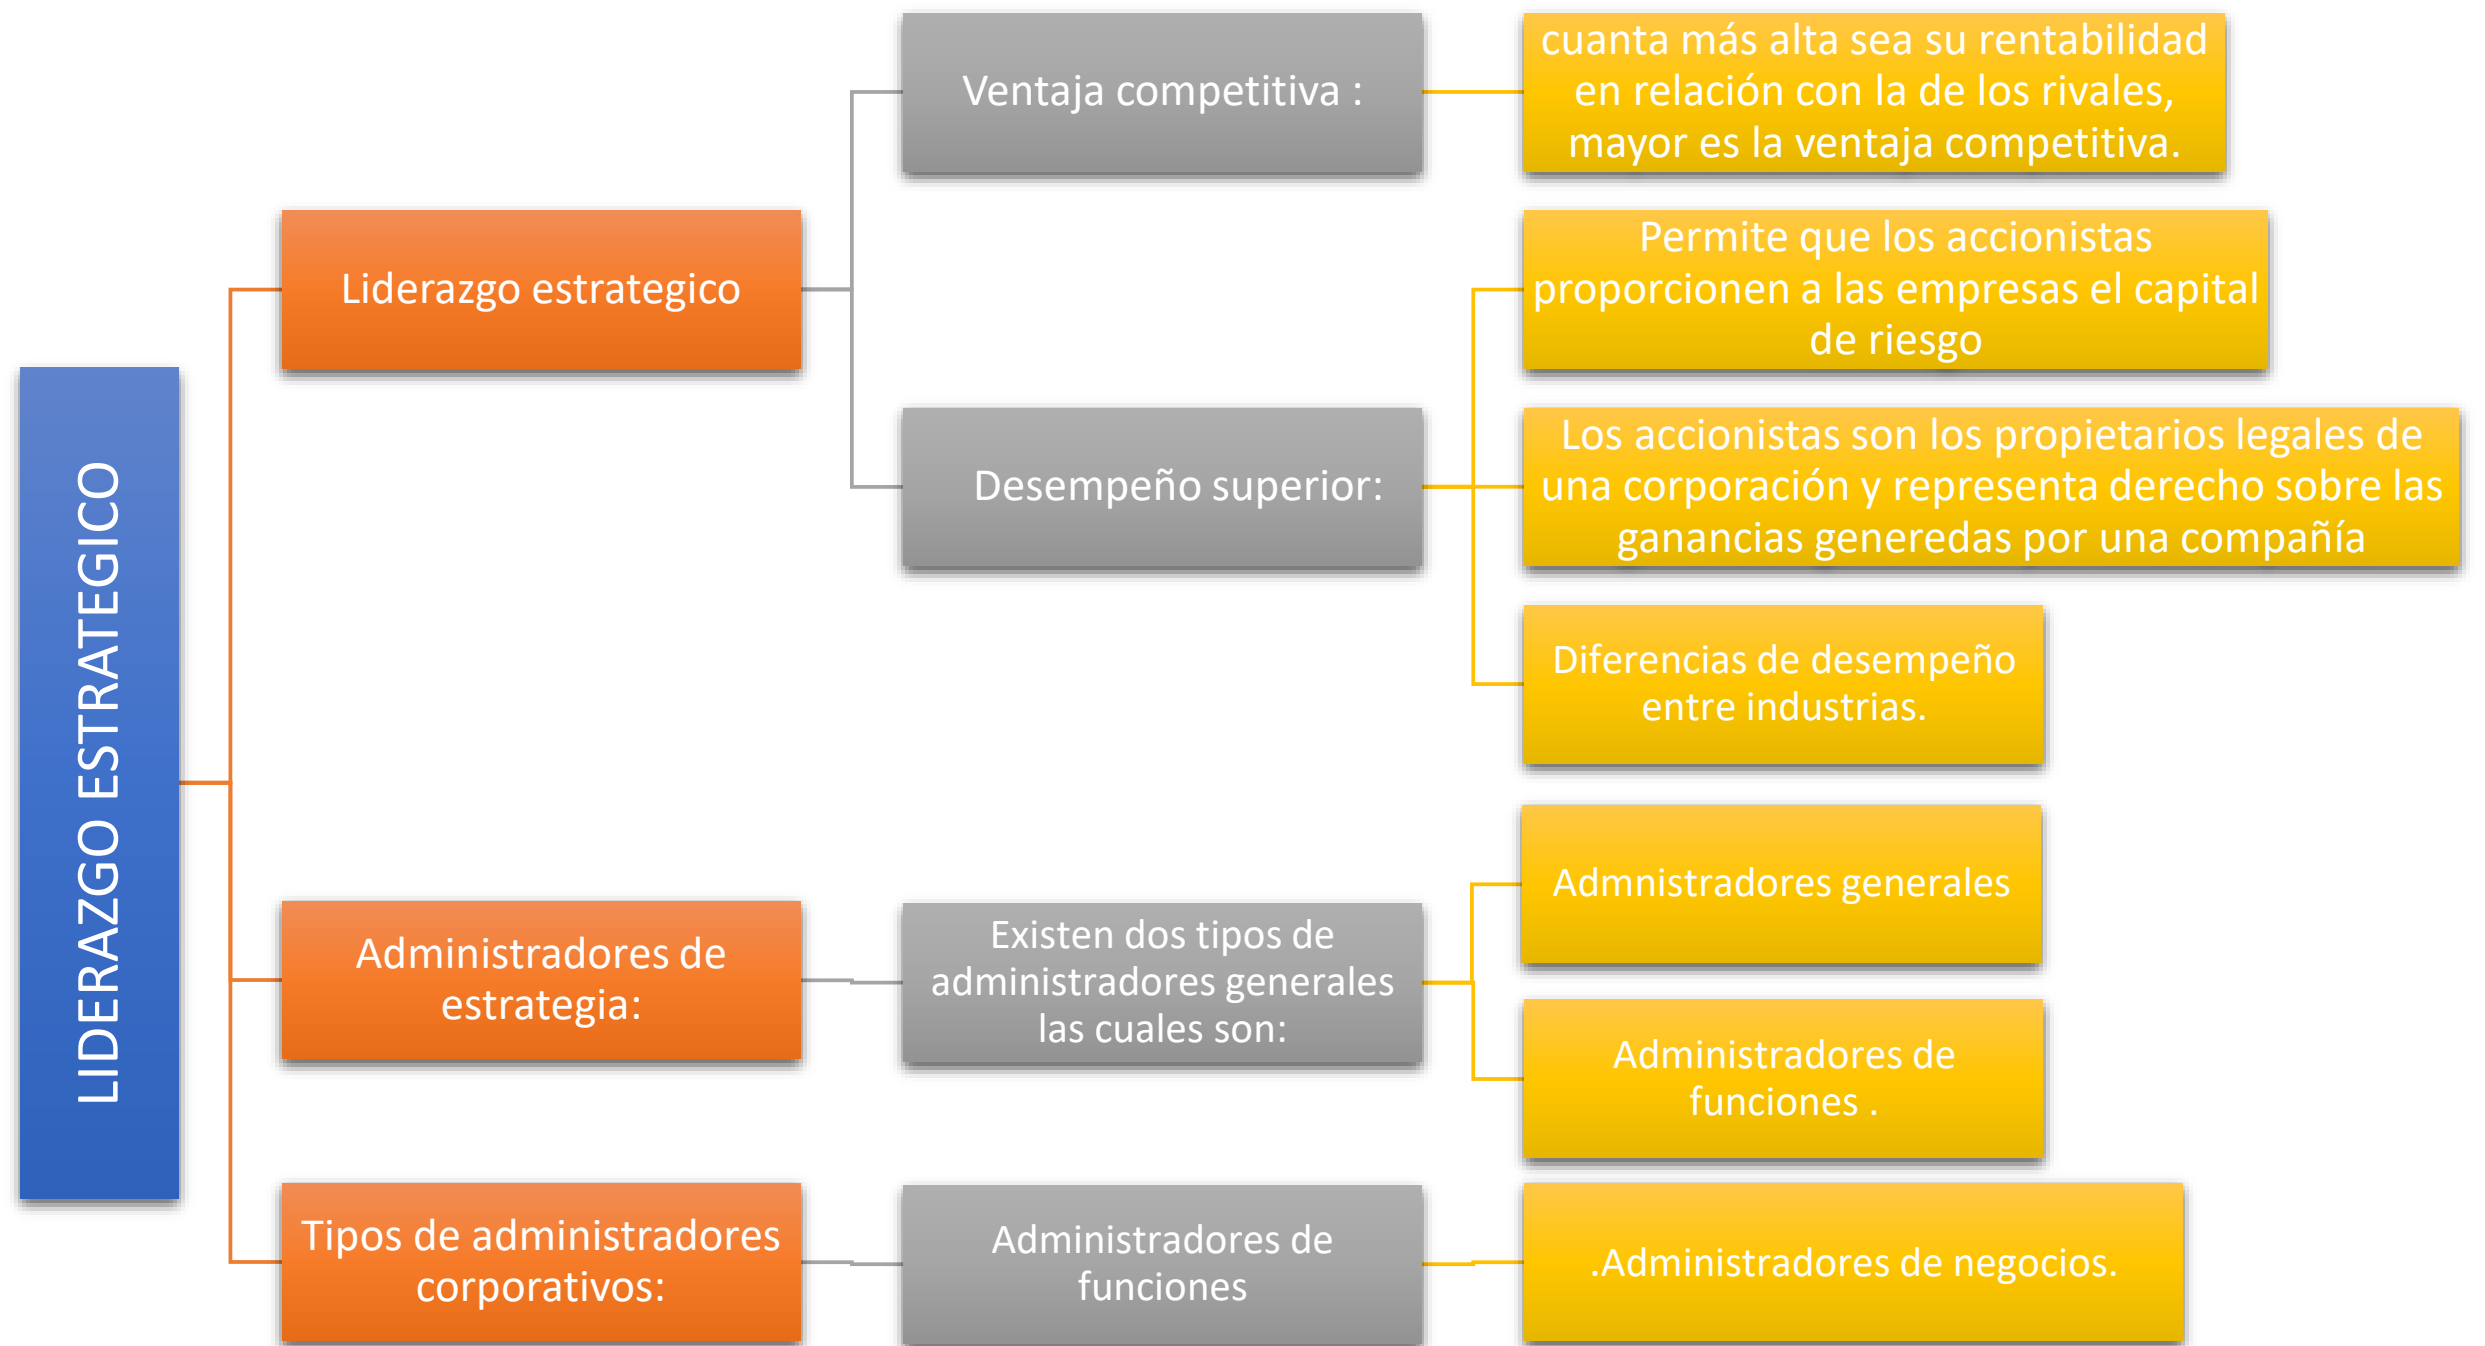 LIDERAZGO ESTRATEGICO
Liderazgo estrategico
Ventaja competitiva :
cuanta más alta sea su rentabilidad
en relación con la de los rivales,
mayor es la ventaja competitiva.
Desempeño superior:
Permite que los accionistas
proporcionen a las empresas el capital
de riesgo
Los accionistas son los propietarios legales de
una corporación y representa derecho sobre las
ganancias generedas por una compañía
Diferencias de desempeño
entre industrias.
Administradores de
estrategia:
Existen dos tipos de
administradores generales
las cuales son:
Admnistradores generales
Administradores de
funciones .
Tipos de administradores
corporativos:
Administradores de
funciones
.Administradores de negocios.